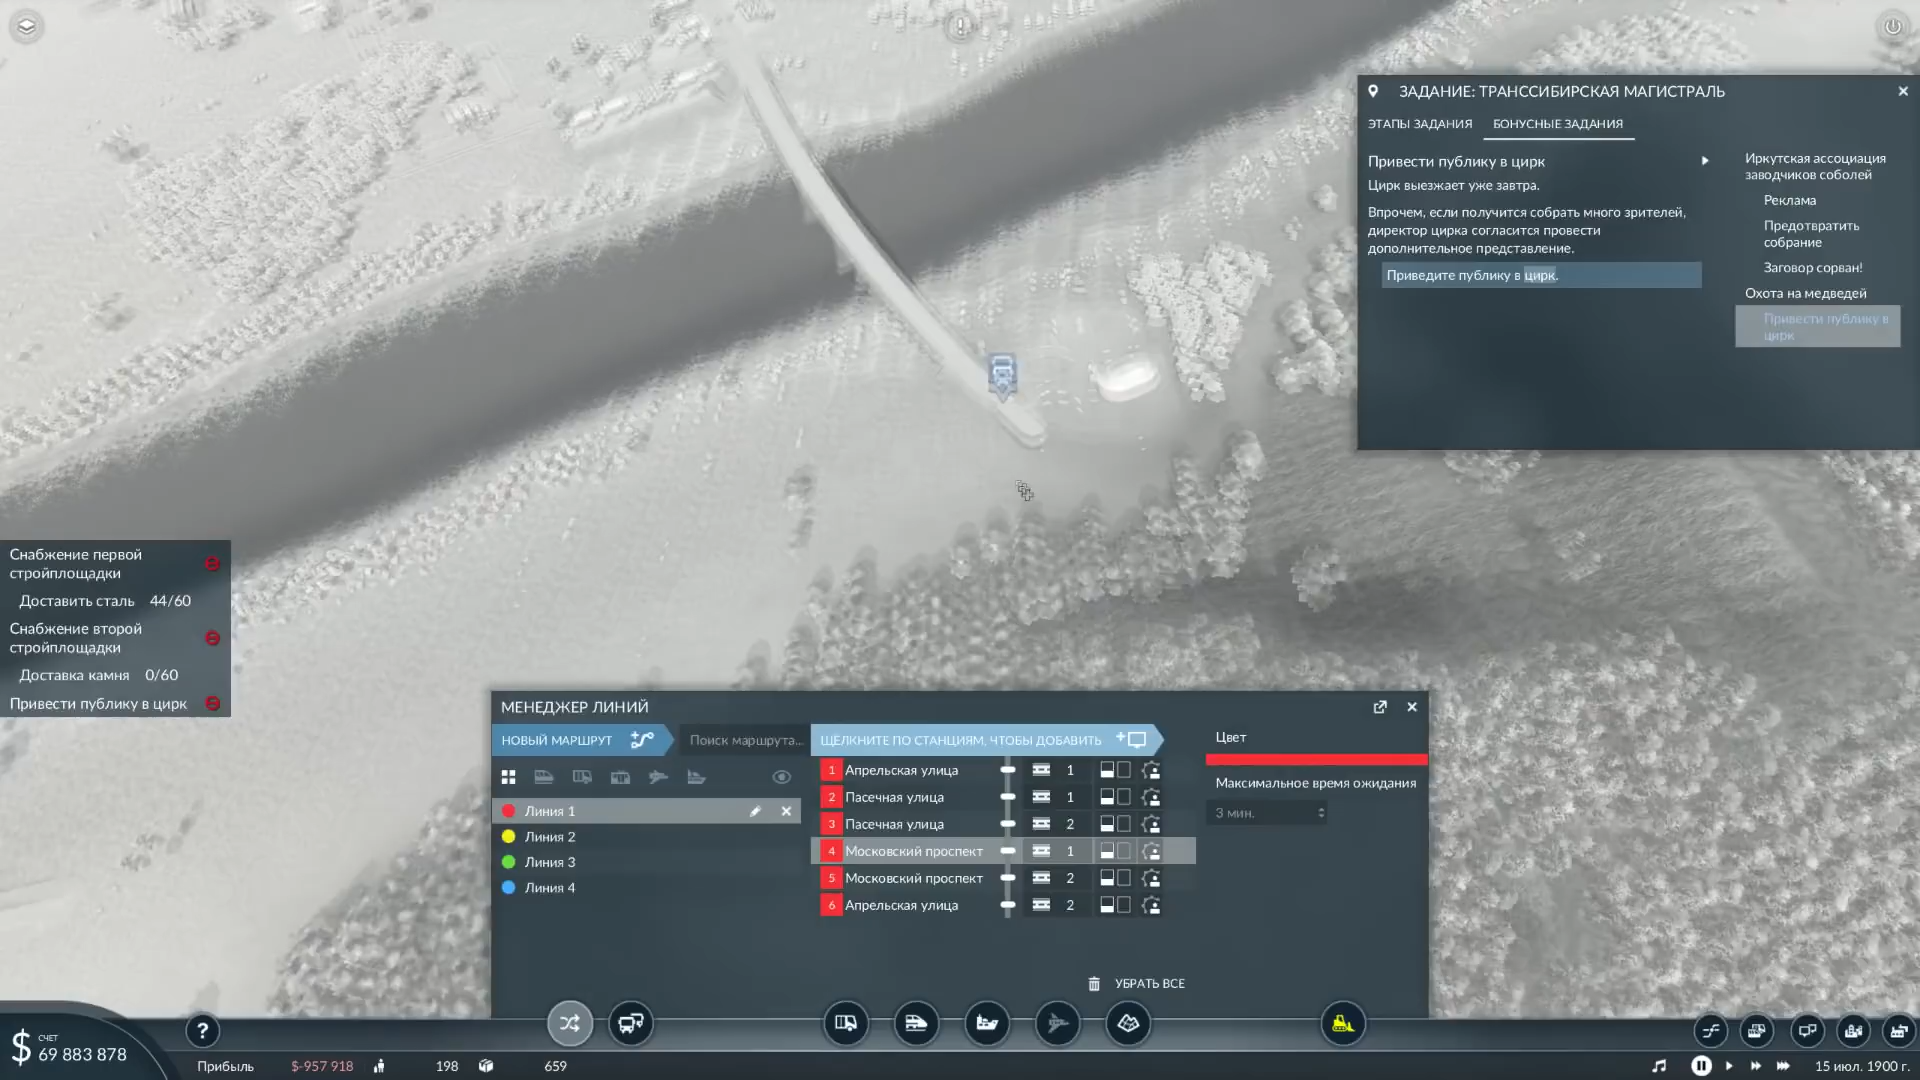 ЗАДАНИЕ: ТРАНССИБИРСКАЯ МАГИСТРАЛЬ
ЭТАПЫ ЗАДАНИЯ
БОНУСНЫЕ ЗАДАНИЯ
Привести публику в цирк
Цирк выезжает уже завтра.
Впрочем, если получится собрать много зрителей,
директор цирка согласится провести
дополнительное представление.
Приведите публику в цирк.
Иркутская ассоциация
заводчиков соболей
Реклама
Предотвратить
собрание
Заговор сорван!
Охота на медведей
Привести публику в
цирк
Снабжение первой
стройплощадки
Доставить сталь 44/60
Снабжение второй
стройплощадки
Доставка камня 0/60
Привести публику в цирк
МЕНЕДЖЕР ЛИНИЙ
НОВЫЙ МАРШРУТ
Поиск маршрута...
ЩЁЛКНИТЕ ПО СТАНЦИЯМ, ЧТОБЫ ДОБАВИТЬ
Линия 1
Линия 2
Линия 3
Линия 4
1 Апрельская улица 1
2 Пасечная улица 1
3 Пасечная улица 2
4 Московский проспект 1
5 Московский проспект 2
6 Апрельская улица 2
УБРАТЬ ВСЕ
Цвет
Максимальное время ожидания
3 мин.
$ СЧЕТ
69 883 878
?
Прибыль $-957 918 198 659
15 июл. 1900 г.